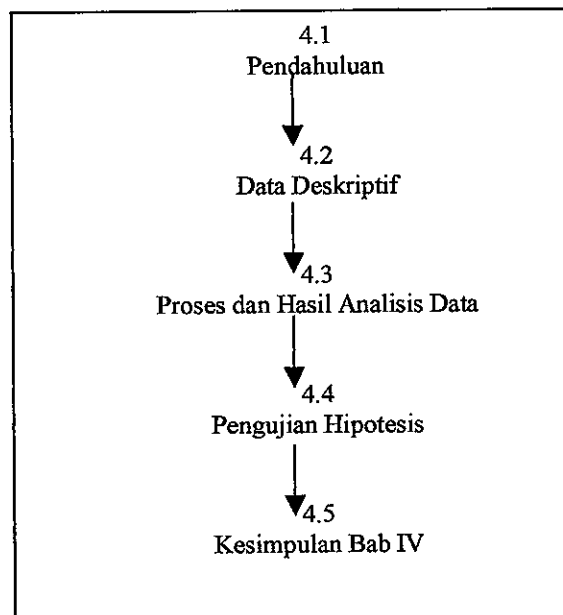 4.1
Pendahuluan
4.2
Data Deskriptif
4.3
Proses dan Hasil Analisis Data
4.4
Pengujian Hipotesis
4.5
Kesimpulan Bab IV